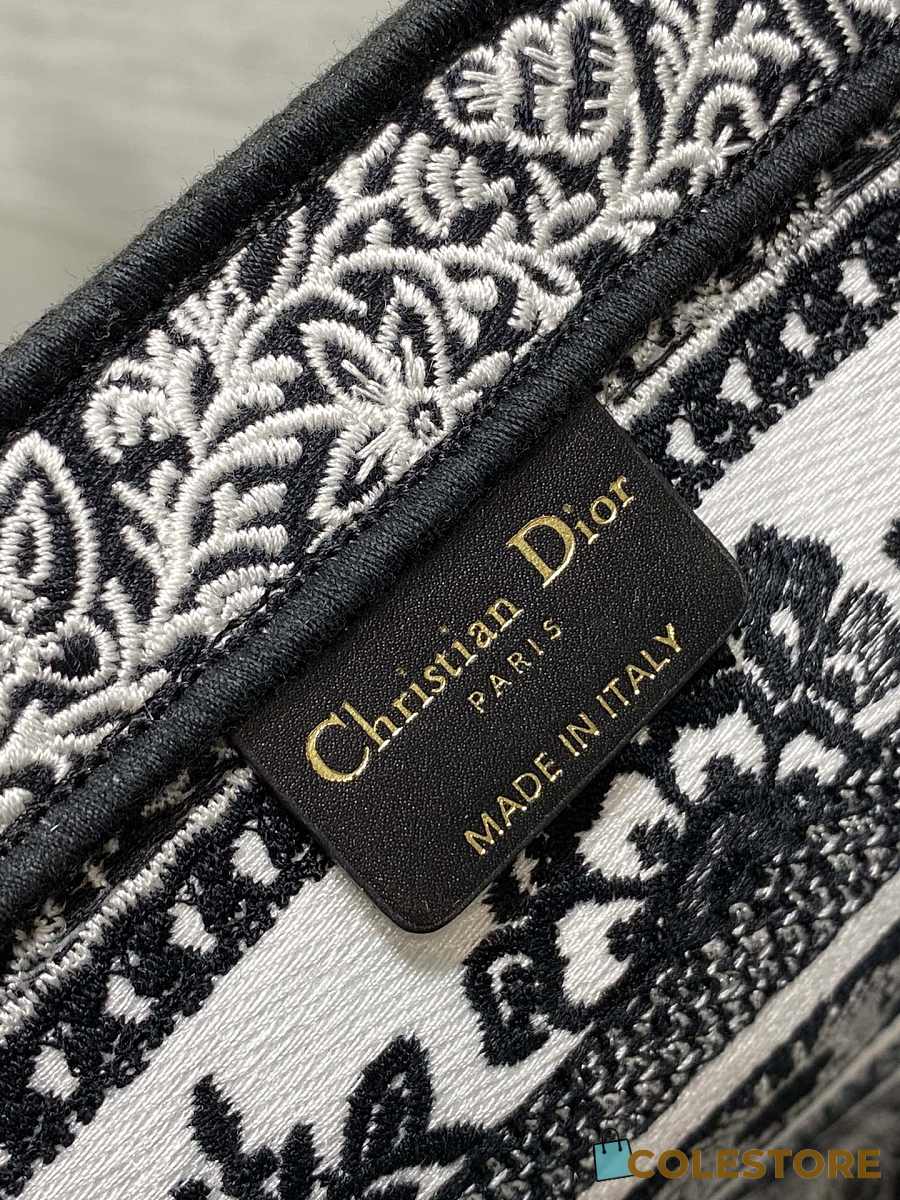 Christian Dior
PARIS
MADE IN ITALY
COLESTORE